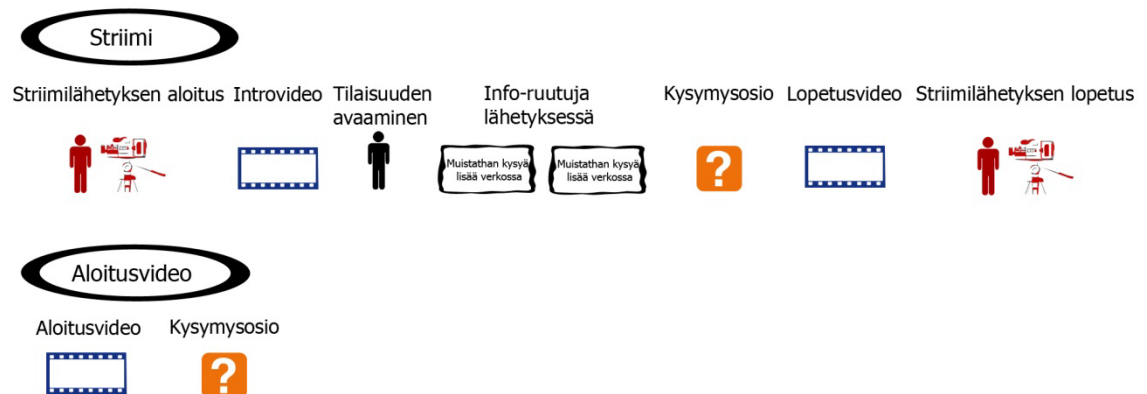 Striimi
Striimilähetyksen aloitus
Introvideo
Tilaisuuden
avaaminen
Info-ruutuja
lähetyksessä
Kysymysosio
Lopetusvideo
Striimilähetyksen lopetus
Muistathan kysyä
lisää verkossa
Muistathan kysyä
lisää verkossa
?
Aloitusvideo
Aloitusvideo
Kysymysosio
?